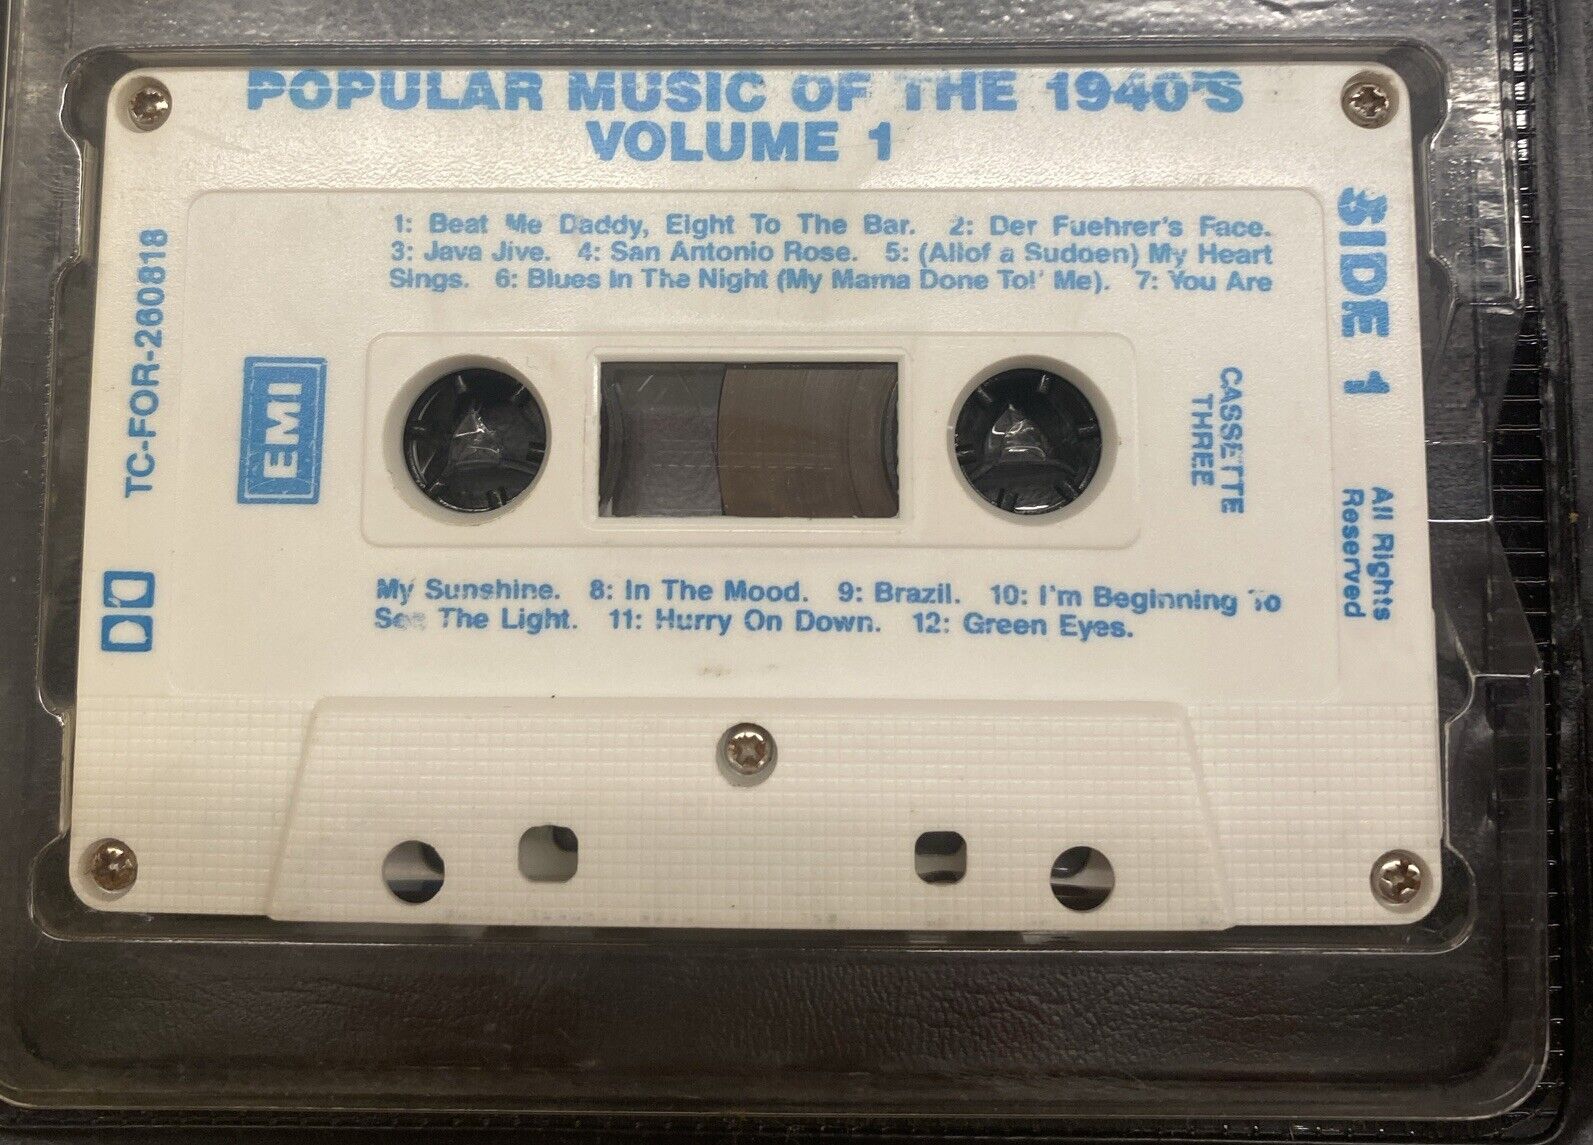 POPULAR MUSIC OF THE 1940'S
VOLUME 1
1: Beat Me Daddy, Eight To The Bar. 2: Der Fuehrer's Face.
3: Java Jive. 4: San Antonio Rose. 5: (Allof a Sudden) My Heart
Sings. 6: Blues In The Night (My Mama Done Tol' Me). 7: You Are
My Sunshine. 8: In The Mood. 9: Brazil. 10: I'm Beginning To
See The Light. 11: Hurry On Down. 12: Green Eyes.
TC-FOR-260818
EMI
CASSETTE
THREE
SIDE 1
All Rights
Reserved